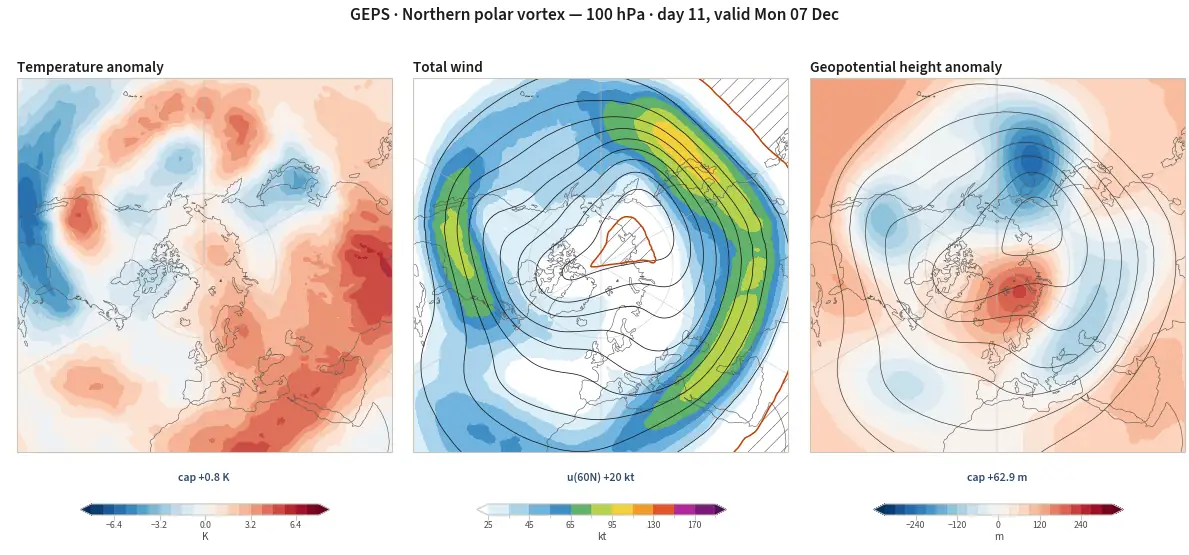 GEPS · Northern polar vortex — 100 hPa · day 11, valid Mon 07 Dec
Temperature anomaly
Total wind
Geopotential height anomaly
cap +0.8 K
u(60N) +20 kt
cap +62.9 m
−6.4 −3.2 0.0 3.2 6.4
K
25 45 65 95 130 170
kt
−240 −120 0 120 240
m